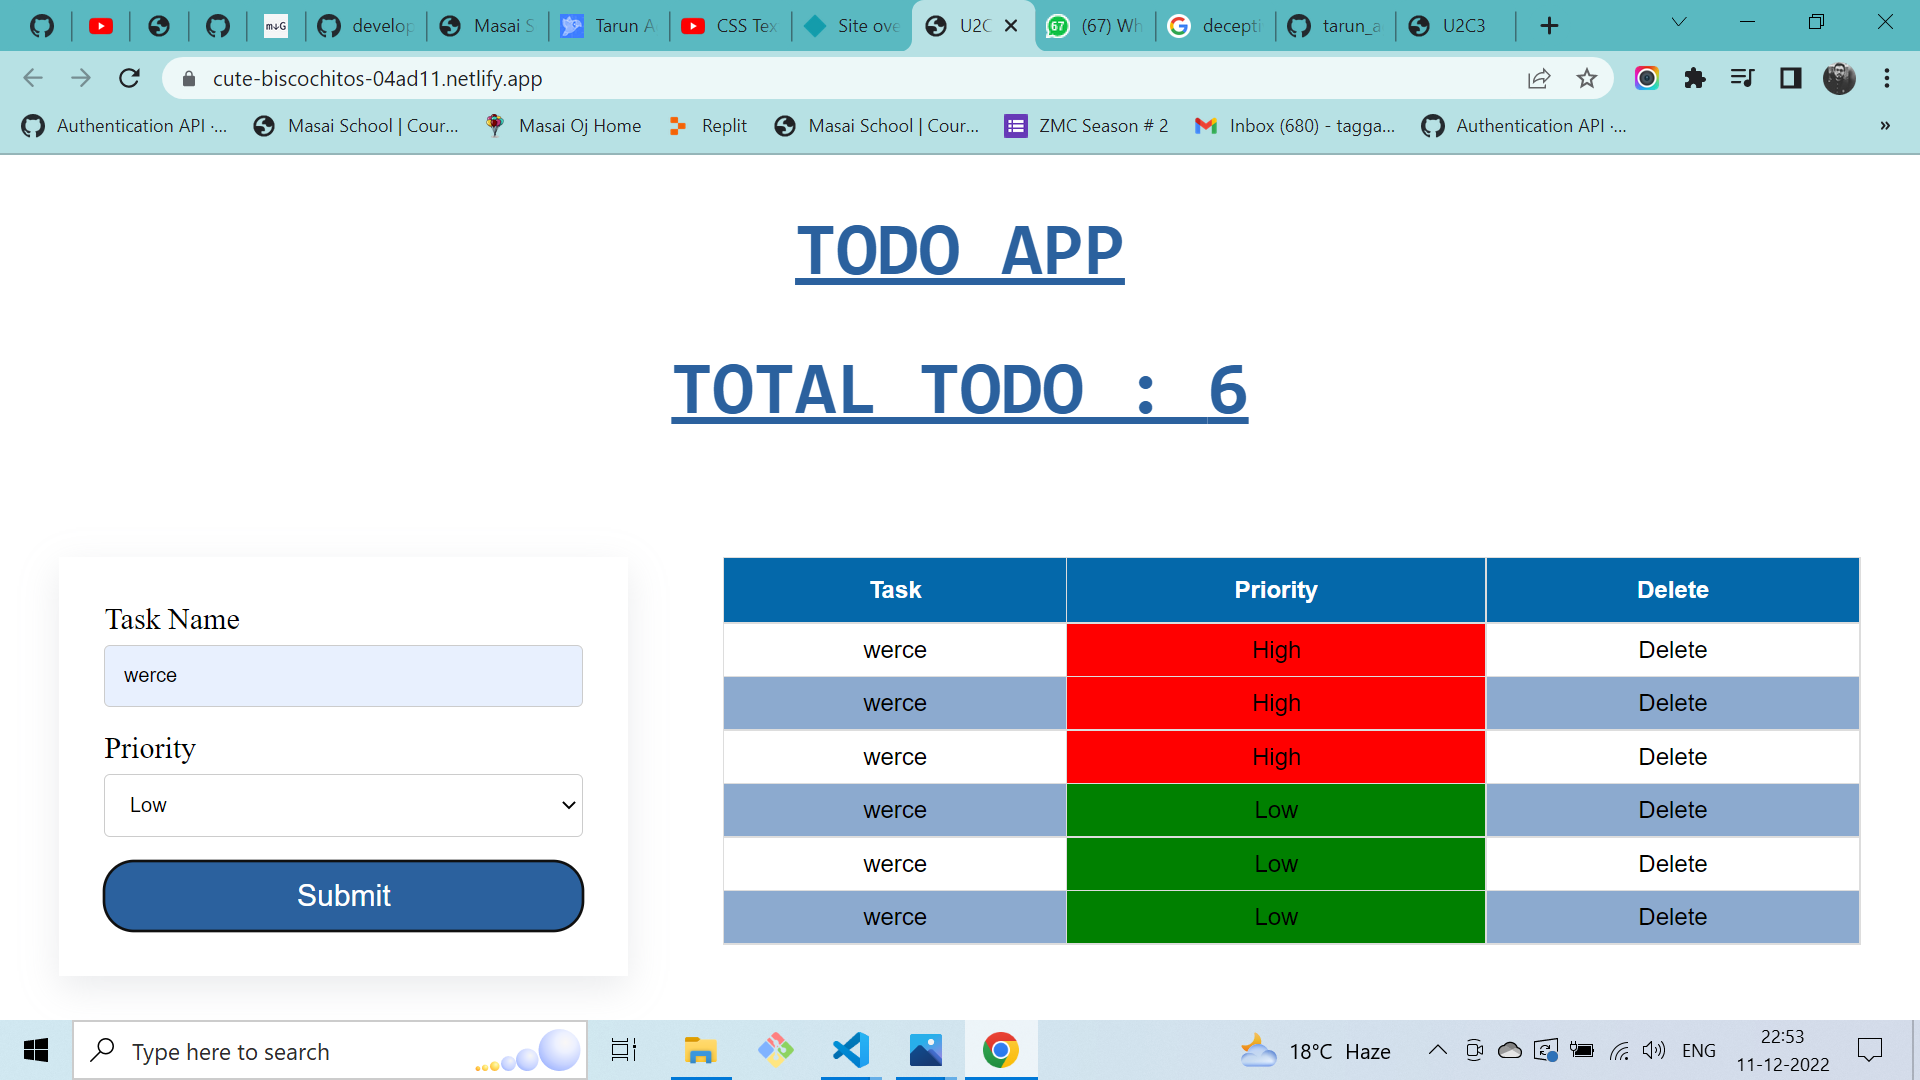 develop
Masai S
Tarun A
CSS Tex
Site ove
U2C
67
(67) Wh
decepti
tarun_a
U2C3
cute-biscochitos-04ad11.netlify.app
Authentication API ·...
Masai School | Cour...
Masai Oj Home
Replit
Masai School | Cour...
ZMC Season # 2
Inbox (680) - tagga...
Authentication API ·...
»
TODO APP
TOTAL TODO : 6
Task Name
werce
Priority
Low
Submit
Task Priority Delete
werce High Delete
werce High Delete
werce High Delete
werce Low Delete
werce Low Delete
werce Low Delete
Type here to search
18°C Haze
ENG
22:53
11-12-2022